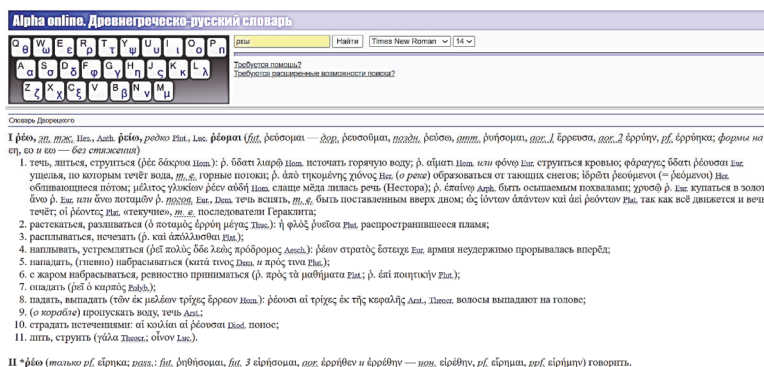 Alpha online. Древнегреческо-русский словарь
Q θ W ω E ε R ρ T τ Y ψ U υ I ι O ο P π
A α S σ D δ F φ G γ H η J ς K κ L λ
Z ζ X χ C ξ V B β N ν M μ
ρεω Найти Times New Roman 14
Требуется помощь?
Требуются расширенные возможности поиска?
Словарь Дворецкого
I ῥέω, эп. тж. Hes., Anth. ῥείω, редко Plut., Luc. ῥέομαι (fut. ῥεύσομαι — дор. ῥευσοῦμαι, поздн. ῥεύσω, атт. ῥυήσομαι, aor. 1 ἔρρευσα, aor. 2 ἐρρύην, pf. ἐρρύηκα; формы на
εη, εο и εω — без стяжения)
1. течь, литься, струиться (ῥέε δάκρυα Hom.): ῥ. ὕδατι λιαρῷ Hom. источать горячую воду; ῥ. αἵματι Hom. или φόνῳ Eur. струиться кровью; φάραγγες ὕδατι ῥέουσαι Eur.
ущелья, по которым течёт вода, т. е. горные потоки; ῥ. ἀπὸ τηκομένης χιόνος Her. (о реке) образоваться от тающих снегов; ἱδρῶτι ῥεούμενοι (= ῥεόμενοι) Her.
обливающиеся потом; μέλιτος γλυκίων ῥέεν αὐδή Hom. слаще мёда лилась речь (Нестора); ῥ. ἐπαίνῳ Arph. быть осыпаемым похвалами; χρυσῷ ῥ. Eur. купаться в золот
ἄνω ῥ. Eur. или ἄνω ποταμῶν ῥ. погов. Eur., Dem. течь вспять, т. е. быть поставленным вверх дном; ὡς ἰόντων ἁπάντων καὶ ἀεὶ ῥεόντων Plat. так как всё движется и веч
течёт; οἱ ῥέοντες Plat. «текучие», т. е. последователи Гераклита;
2. растекаться, разливаться (ὁ ποταμὸς ἐρρύη μέγας Thuc.): ἡ φλὸξ ῥυεῖσα Plut. распространившееся пламя;
3. расплываться, исчезать (ῥ. καὶ ἀπόλλυσθαι Plat.);
4. наплывать, устремляться (ῥεῖ πολὺς ὅδε λεὼς πρόδρομος Aesch.): ῥέων στρατὸς ἔστειχε Eur. армия неудержимо прорывалась вперёд;
5. нападать, (гневно) набрасываться (κατά τινος Dem. и πρός τινα Plut.);
6. с жаром набрасываться, ревностно приниматься (ῥ. πρὸς τὰ μαθήματα Plat.; ῥ. ἐπὶ ποιητικήν Plut.);
7. опадать (ῥεῖ ὁ καρπός Polyb.);
8. падать, выпадать (τῶν ἐκ μελέων τρίχες ἔρρεον Hom.): ῥέουσι αἱ τρίχες ἐκ τῆς κεφαλῆς Arst., Theocr. волосы выпадают на голове;
9. (о корабле) пропускать воду, течь Arst.;
10. страдать истечениями: αἱ κοιλίαι αἱ ῥέουσαι Diod. понос;
11. лить, струить (γάλα Theocr.; οἶνον Luc.).
II *ῥέω (только pf. εἴρηκα; pass.: fut. ῥηθήσομαι, fut. 3 εἰρήσομαι, aor. ἐρρήθεν и ἐρρέθην — ион. εἰρέθην, pf. εἴρημαι, ppf. εἰρήμην) говорить.